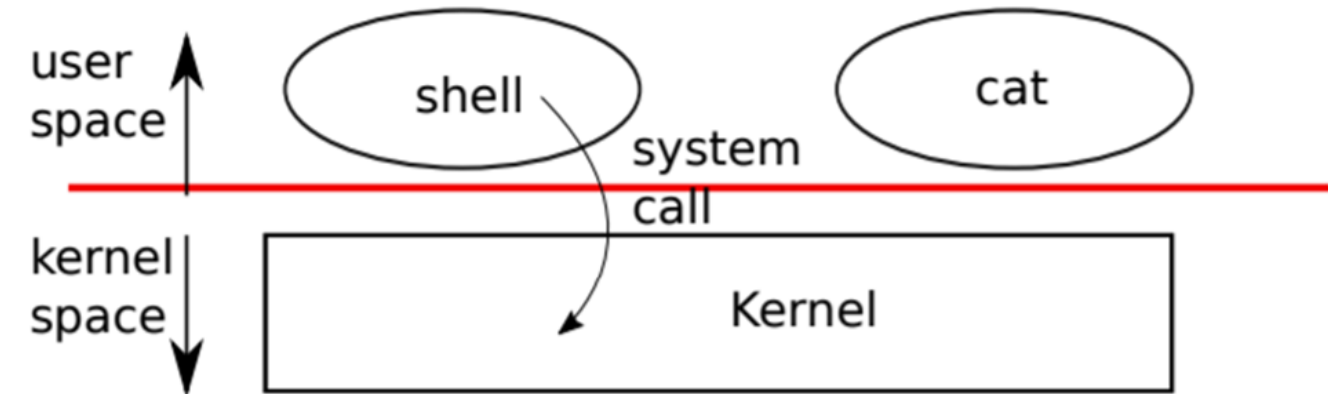 user
space
shell
cat
system
call
kernel
space
Kernel